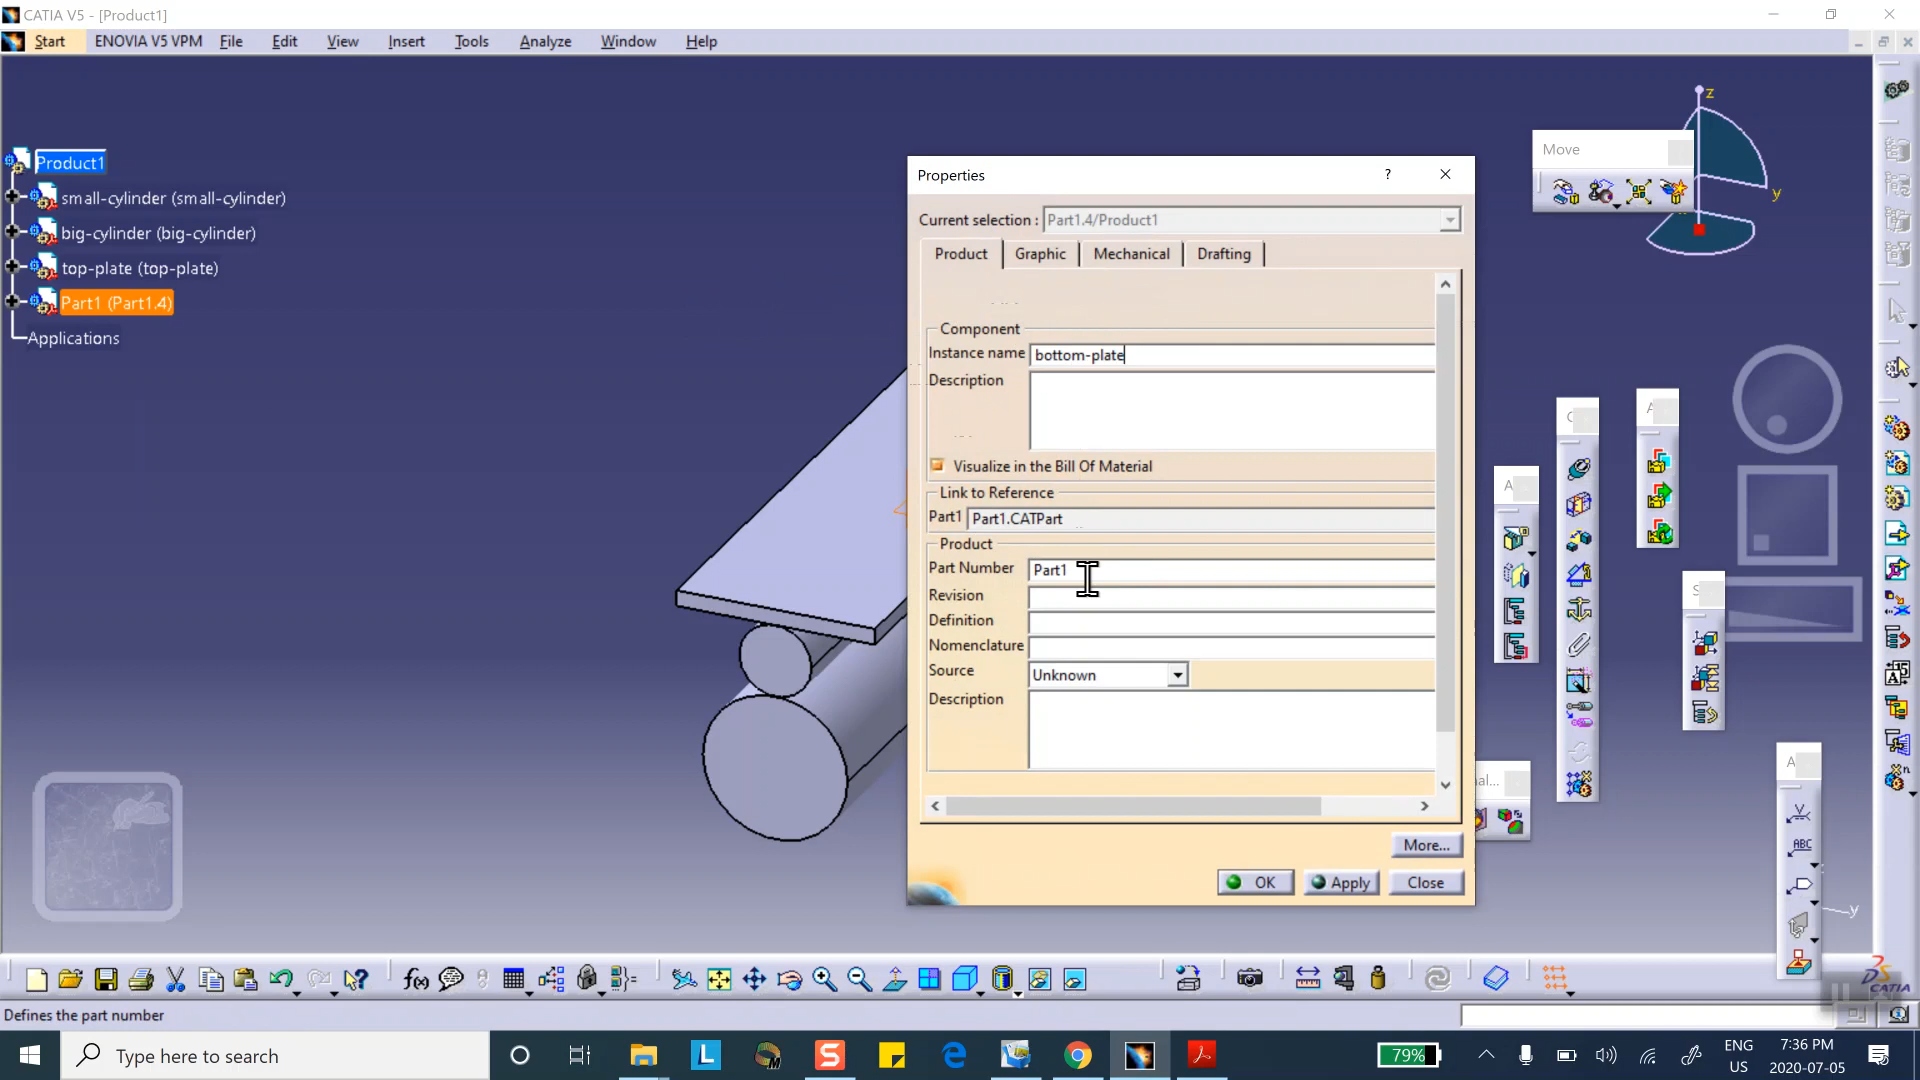 CATIA V5 - [Product1]
Start ENOVIA V5 VPM File Edit View Insert Tools Analyze Window Help
Product1
small-cylinder (small-cylinder)
big-cylinder (big-cylinder)
top-plate (top-plate)
Part1 (Part1.4)
Applications
Properties
?
Current selection : Part1.4/Product1
Product Graphic Mechanical Drafting
Component
Instance name bottom-plate
Description
Visualize in the Bill Of Material
Link to Reference
Part1 Part1.CATPart
Product
Part Number Part1
Revision
Definition
Nomenclature
Source Unknown
Description
More...
OK Apply Close
Move
z
y
A
S
A
ABC
y
CATIA
Defines the part number
Type here to search
79%
ENG
US
7:36 PM
2020-07-05